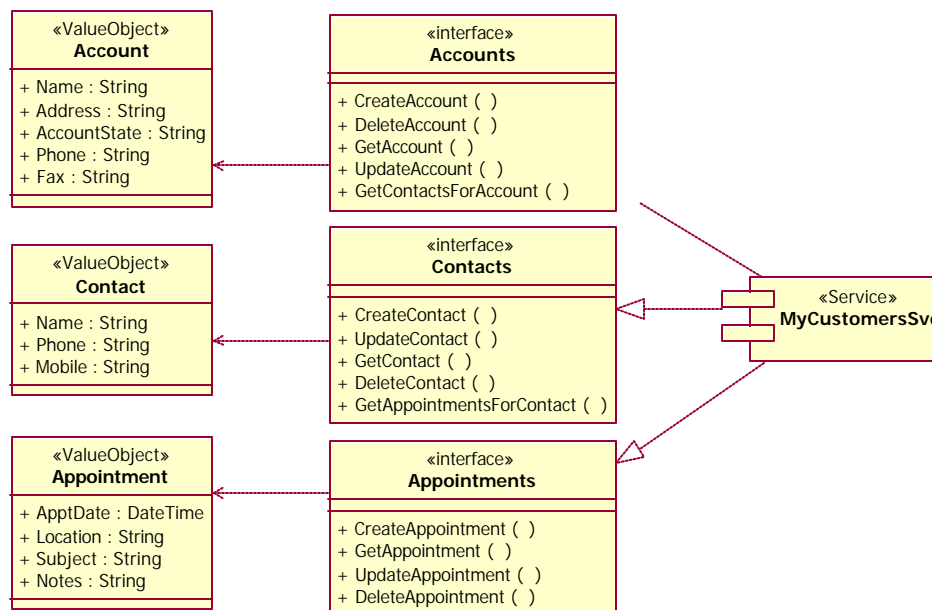 «ValueObject»
Account
+ Name : String
+ Address : String
+ AccountState : String
+ Phone : String
+ Fax : String
«interface»
Accounts
+ CreateAccount ( )
+ DeleteAccount ( )
+ GetAccount ( )
+ UpdateAccount ( )
+ GetContactsForAccount ( )
«ValueObject»
Contact
+ Name : String
+ Phone : String
+ Mobile : String
«interface»
Contacts
+ CreateContact ( )
+ UpdateContact ( )
+ GetContact ( )
+ DeleteContact ( )
+ GetAppointmentsForContact ( )
«Service»
MyCustomersSvc
«ValueObject»
Appointment
+ ApptDate : DateTime
+ Location : String
+ Subject : String
+ Notes : String
«interface»
Appointments
+ CreateAppointment ( )
+ GetAppointment ( )
+ UpdateAppointment ( )
+ DeleteAppointment ( )